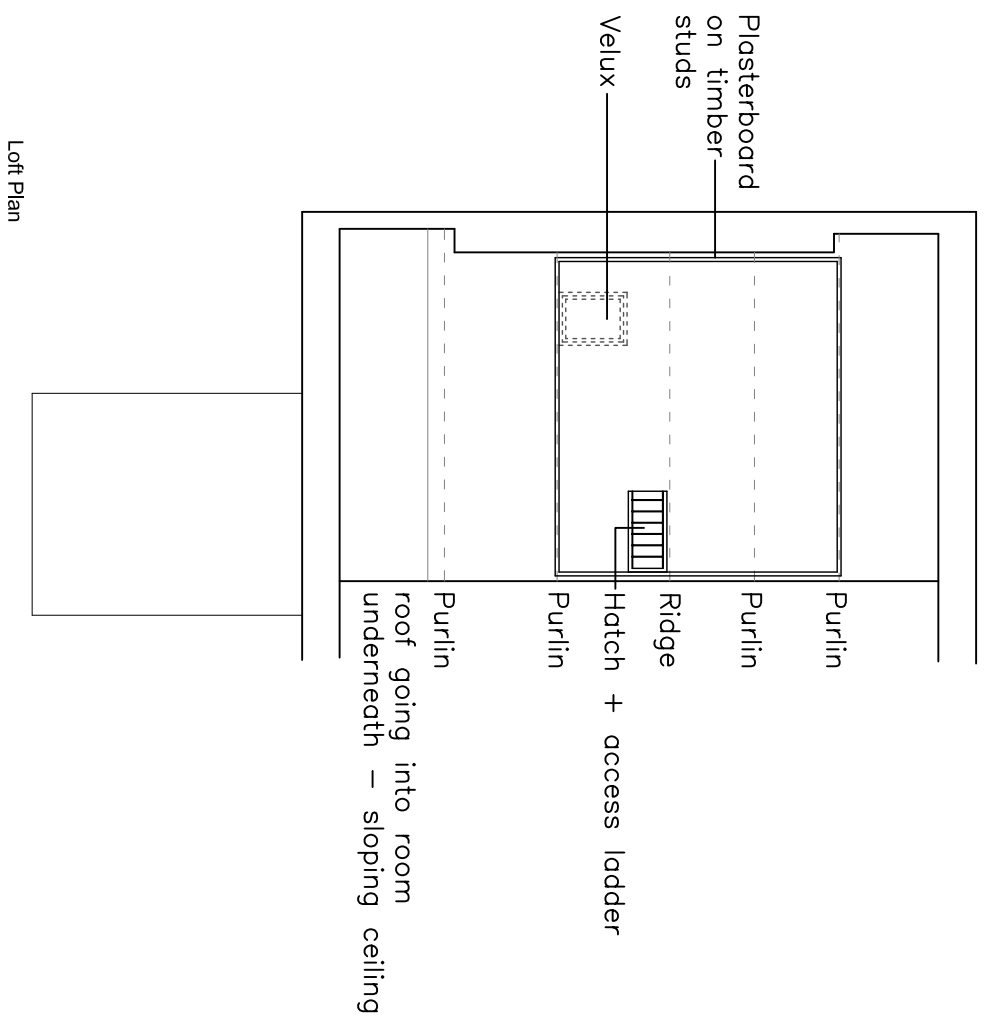 Plasterboard
on timber
studs
Velux
Purlin
Purlin
Ridge
Hatch + access ladder
Purlin
Purlin
roof going into room
underneath – sloping ceiling
Loft Plan